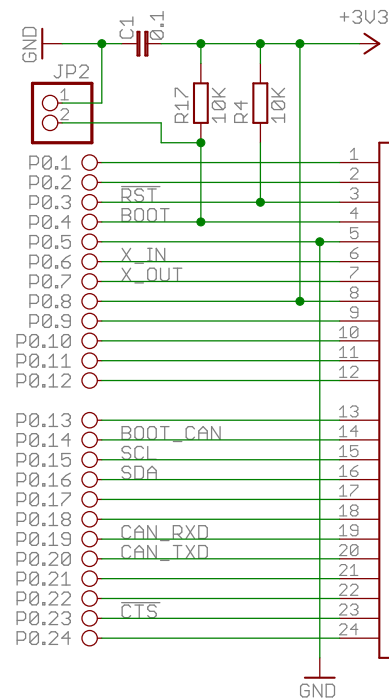 +3V3
GND
C1
0.1
JP2
1
2
R17
10K
R4
10K
P0.1 1
P0.2 2
P0.3 RST 3
P0.4 BOOT 4
P0.5 5
P0.6 X_IN 6
P0.7 X_OUT 7
P0.8 8
P0.9 9
P0.10 10
P0.11 11
P0.12 12
P0.13 13
P0.14 BOOT_CAN 14
P0.15 SCL 15
P0.16 SDA 16
P0.17 17
P0.18 18
P0.19 CAN_RXD 19
P0.20 CAN_TXD 20
P0.21 21
P0.22 22
P0.23 CTS 23
P0.24 24
GND